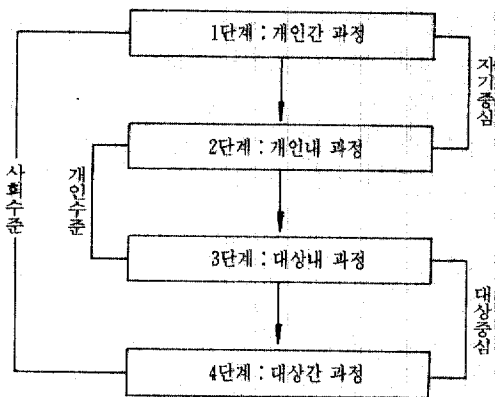 1단계 : 개인간 과정
자기중심
2단계 : 개인내 과정
사회수준
개인수준
3단계 : 대상내 과정
대상중심
4단계 : 대상간 과정